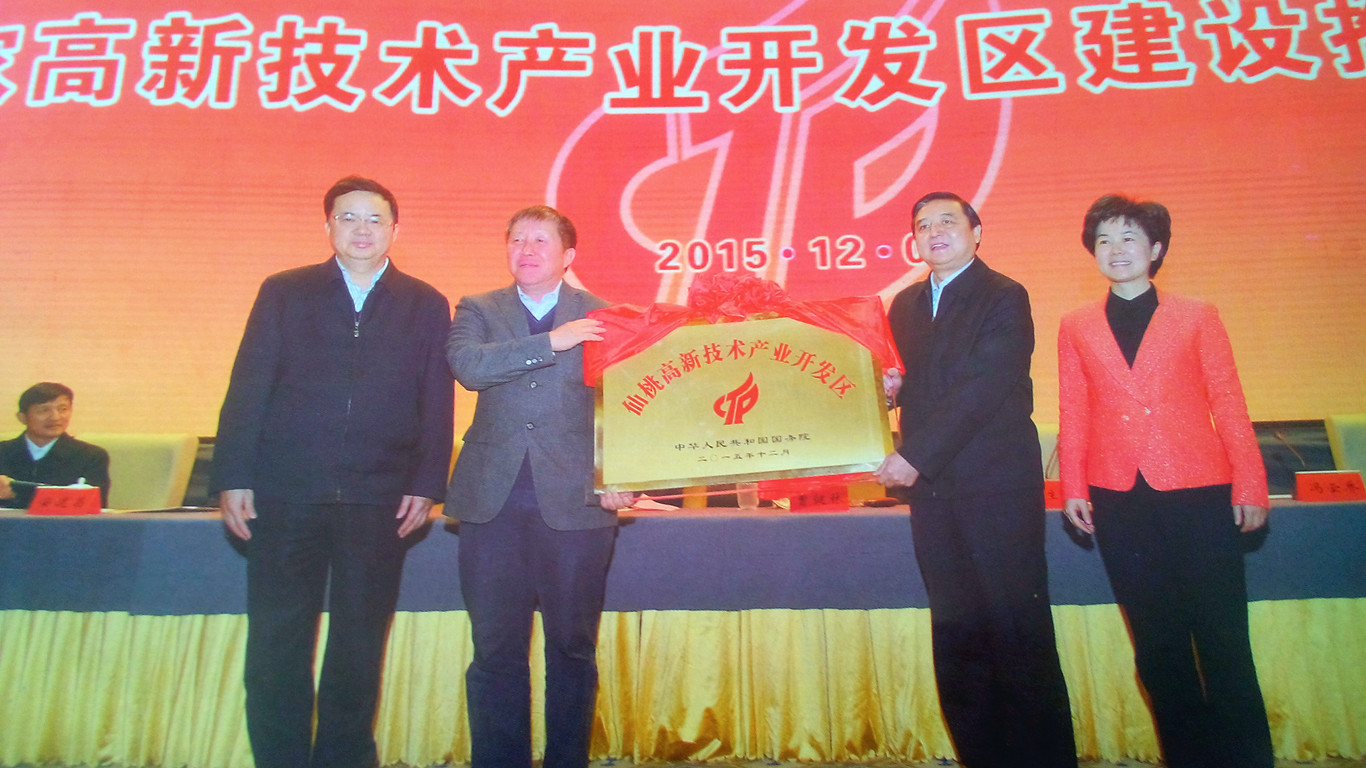 家高新技术产业开发区建设推
2015·12·0
仙桃高新技术产业开发区
中华人民共和国国务院
二〇一五年十二月